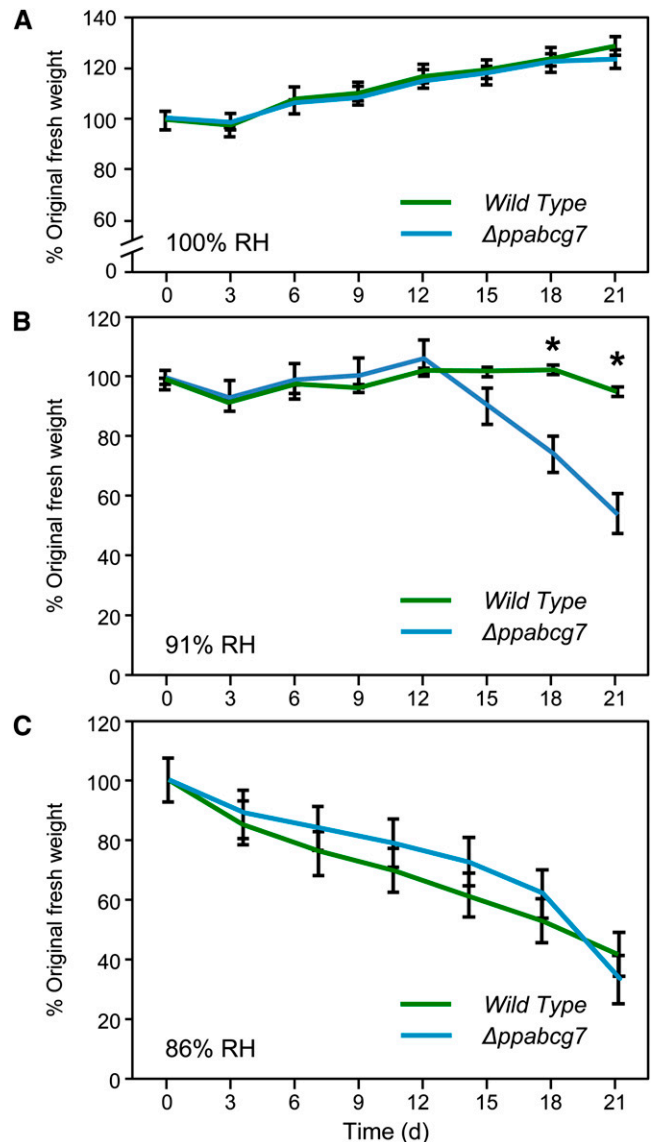 A
% Original fresh weight
140
120
100
80
60
0
Wild Type
Δppabcg7
100% RH
0 3 6 9 12 15 18 21
B
% Original fresh weight
120
100
80
60
40
20
0
* *
Wild Type
Δppabcg7
91% RH
0 3 6 9 12 15 18 21
C
% Original fresh weight
120
100
80
60
40
20
0
Wild Type
Δppabcg7
86% RH
0 3 6 9 12 15 18 21
Time (d)